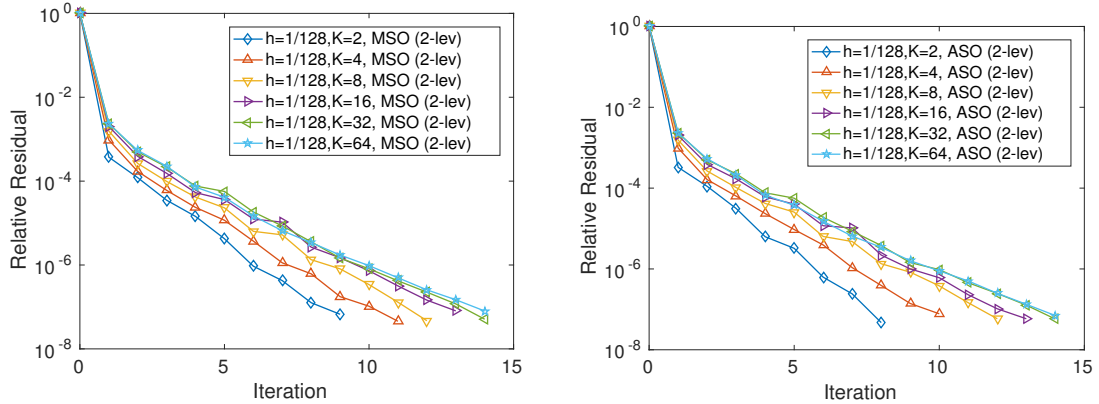 10^0
10^-2
10^-4
10^-6
10^-8
0
5
10
15
Relative Residual
Iteration
h=1/128,K=2, MSO (2-lev)
h=1/128,K=4, MSO (2-lev)
h=1/128,K=8, MSO (2-lev)
h=1/128,K=16, MSO (2-lev)
h=1/128,K=32, MSO (2-lev)
h=1/128,K=64, MSO (2-lev)
10^0
10^-2
10^-4
10^-6
10^-8
0
5
10
15
Relative Residual
Iteration
h=1/128,K=2, ASO (2-lev)
h=1/128,K=4, ASO (2-lev)
h=1/128,K=8, ASO (2-lev)
h=1/128,K=16, ASO (2-lev)
h=1/128,K=32, ASO (2-lev)
h=1/128,K=64, ASO (2-lev)